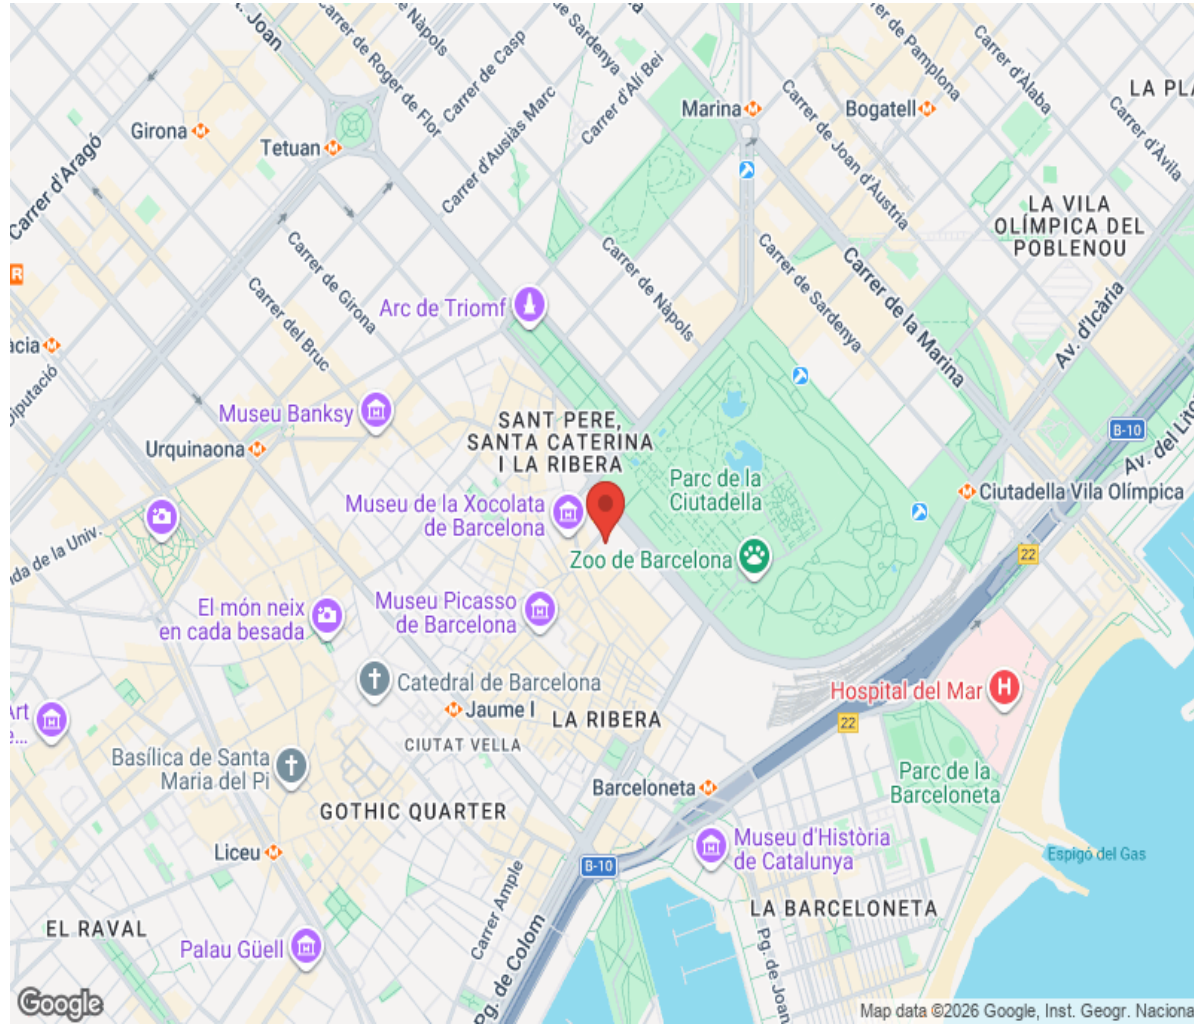 Joan
Carrer de Nàpols
Carrer de Roger de Flor
Carrer de Casp
Carrer de Sardenya
Carrer d'Alí Bei
Carrer d'Ausiàs Marc
Carrer de Pamplona
Carrer d'Àlaba
Carrer d'Àvila
LA PLA
Marina
Bogatell
Girona
Tetuan
Carrer d'Aragó
Carrer de Joan d'Àustria
LA VILA
OLÍMPICA DEL
POBLENOU
R
Carrer de Girona
Carrer del Bruc
Carrer de Nàpols
Carrer de Sardenya
Carrer de la Marina
Av. d'Icària
Arc de Triomf
Diputació
Museu Banksy
Urquinaona
SANT PERE,
SANTA CATERINA
I LA RIBERA
B-10
Av. del Lito
Parc de la
Ciutadella
Ciutadella Vila Olímpica
Museu de la Xocolata
de Barcelona
da de la Univ.
Zoo de Barcelona
22
El món neix
en cada besada
Museu Picasso
de Barcelona
Catedral de Barcelona
Jaume I
Hospital del Mar
H
LA RIBERA
22
Art
e...
CIUTAT VELLA
Basílica de Santa
Maria del Pi
Barceloneta
Parc de la
Barceloneta
GOTHIC QUARTER
Liceu
Museu d'Història
de Catalunya
Espigó del Gas
B-10
Carrer Ample
LA BARCELONETA
EL RAVAL
Palau Güell
Pg. de Colom
Pg. de Joan
Google
Map data ©2026 Google, Inst. Geogr. Naciona